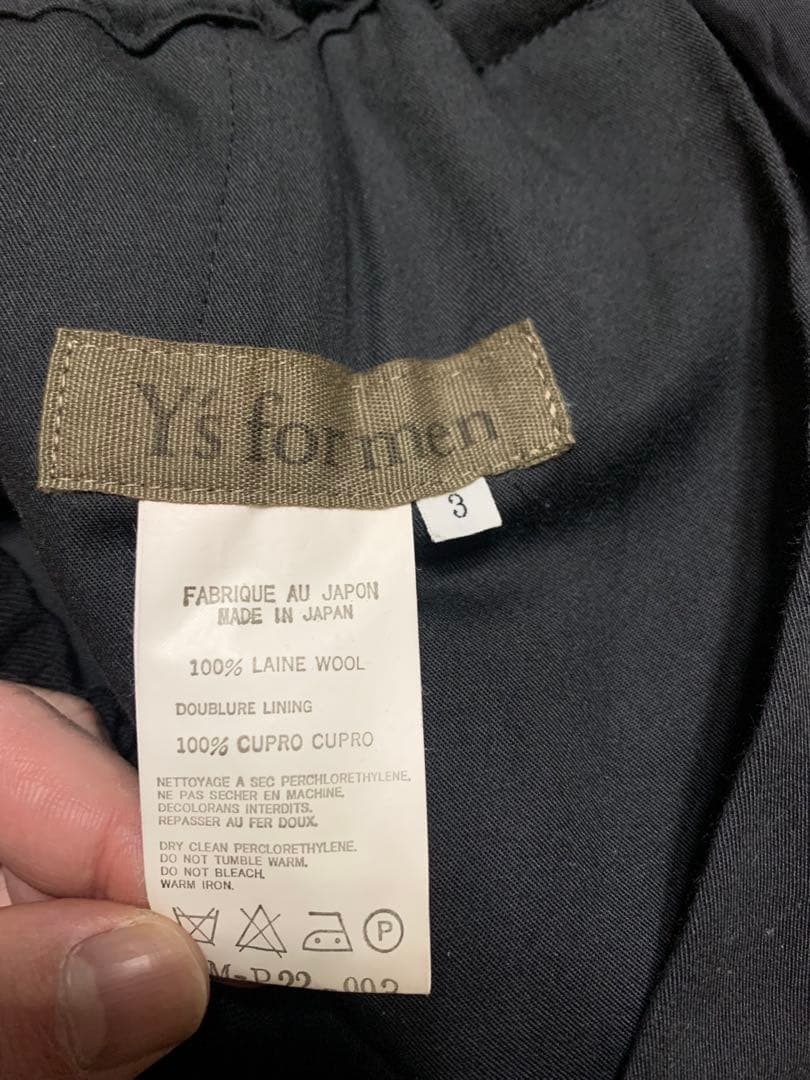 Y's for men
3
FABRIQUE AU JAPON
MADE IN JAPAN
100% LAINE WOOL
DOUBLURE LINING
100% CUPRO CUPRO
NETTOYAGE A SEC PERCHLORETHYLENE.
NE PAS SECHER EN MACHINE.
DECOLORANS INTERDITS.
REPASSER AU FER DOUX.
DRY CLEAN PERCLORETHYLENE.
DO NOT TUMBLE WARM.
DO NOT BLEACH.
WARM IRON.
P